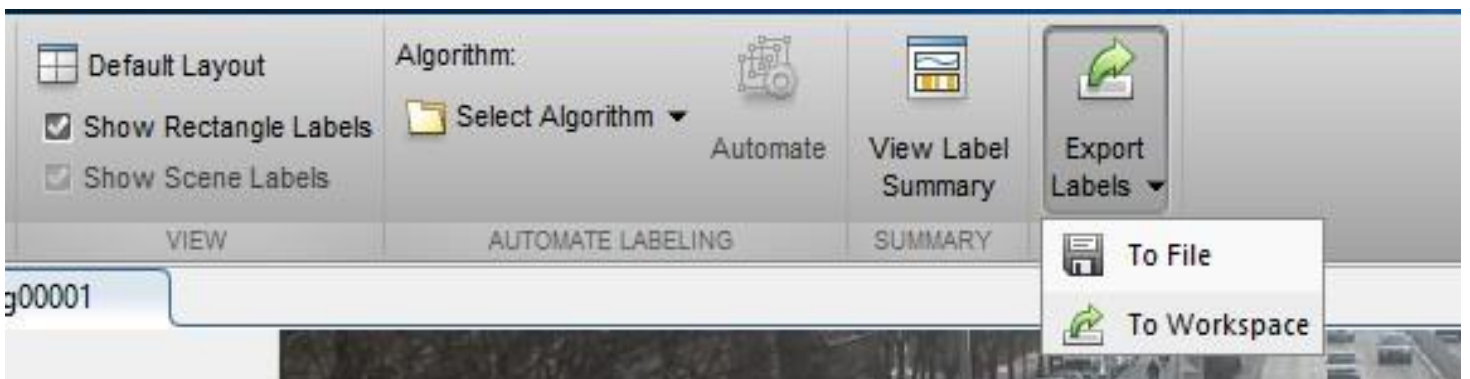 Default Layout
Show Rectangle Labels
Show Scene Labels
VIEW
Algorithm:
Select Algorithm
Automate
AUTOMATE LABELING
View Label
Summary
SUMMARY
Export
Labels
To File
To Workspace
g00001